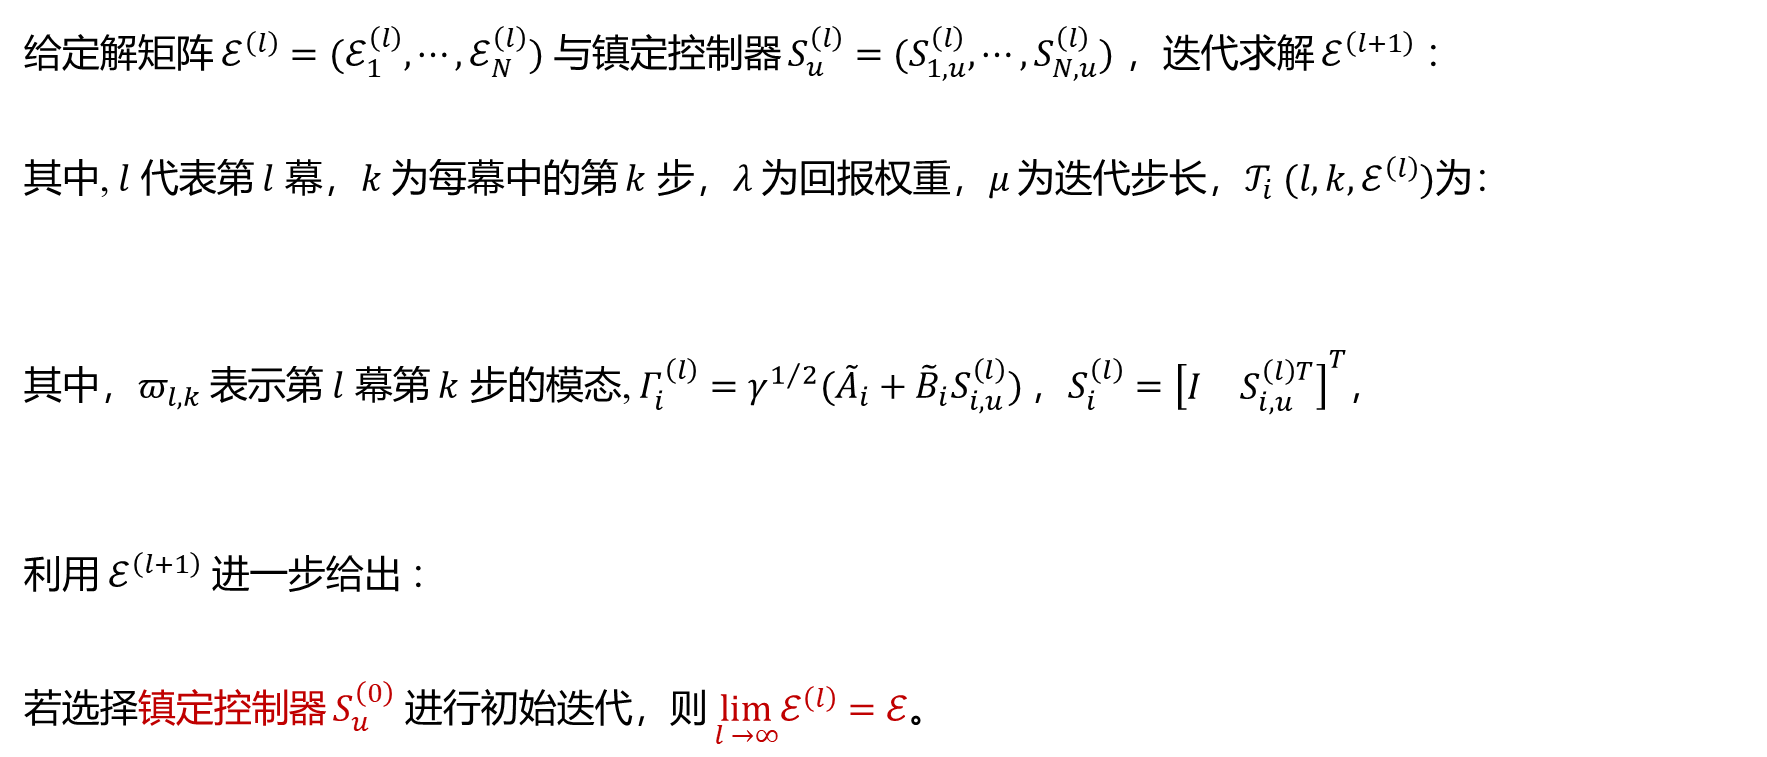 给定解矩阵 ℰ^{(l)} = (ℰ_1^{(l)}, ⋯, ℰ_N^{(l)}) 与镇定控制器 S_u^{(l)} = (S_{1,u}^{(l)}, ⋯, S_{N,u}^{(l)}) ，迭代求解 ℰ^{(l+1)}：
其中, l 代表第 l 幕，k 为每幕中的第 k 步，λ 为回报权重，μ 为迭代步长，𝒯_i (l, k, ℰ^{(l)})为：
其中，ϖ_{l,k} 表示第 l 幕第 k 步的模态, Γ_i^{(l)} = γ^{1/2}(Ã_i + B̃_i S_{i,u}^{(l)})，S_i^{(l)} = [I S_{i,u}^{(l)T}]^T，
利用 ℰ^{(l+1)} 进一步给出：
若选择镇定控制器 S_u^{(0)} 进行初始迭代，则 lim_{l→∞} ℰ^{(l)} = ℰ。